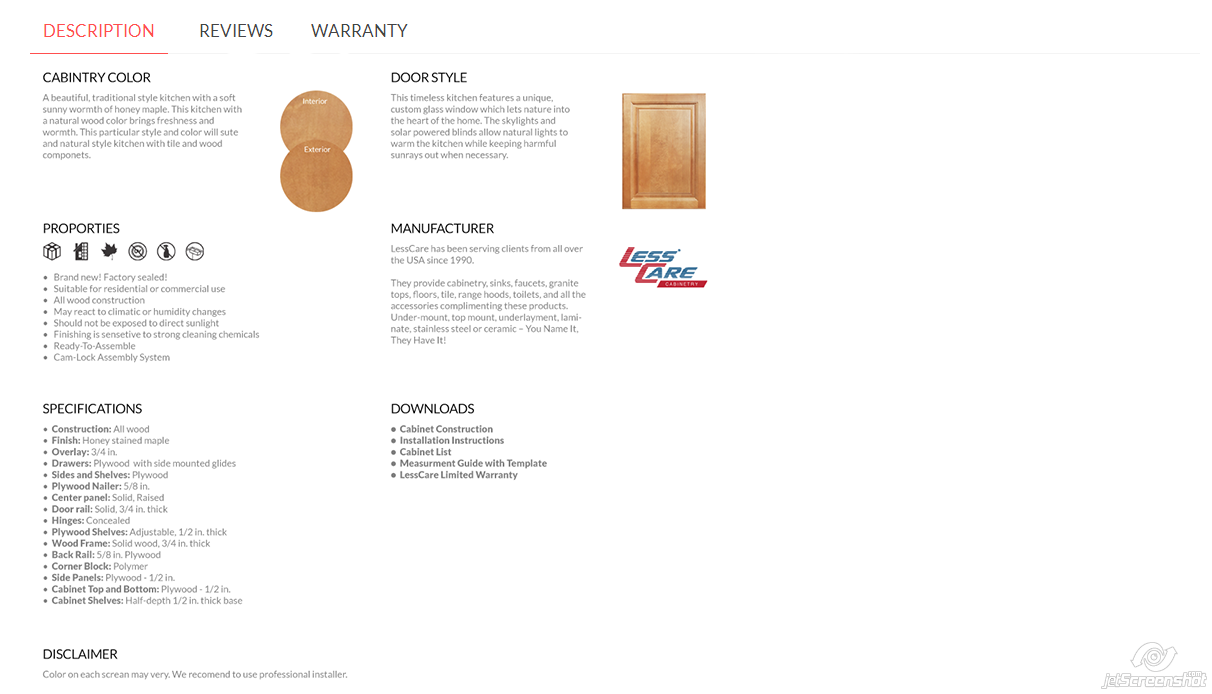 DESCRIPTION REVIEWS WARRANTY
CABINTRY COLOR
A beautiful, traditional style kitchen with a soft
sunny wormth of honey maple. This kitchen with
a natural wood color brings freshness and
wormth. This particular style and color will sute
and natural style kitchen with tile and wood
componets.
Interior
Exterior
DOOR STYLE
This timeless kitchen features a unique,
custom glass window which lets nature into
the heart of the home. The skylights and
solar powered blinds allow natural lights to
warm the kitchen while keeping harmful
sunrays out when necessary.
PROPORTIES
• Brand new! Factory sealed!
• Suitable for residential or commercial use
• All wood construction
• May react to climatic or humidity changes
• Should not be exposed to direct sunlight
• Finishing is sensetive to strong cleaning chemicals
• Ready-To-Assemble
• Cam-Lock Assembly System
MANUFACTURER
LessCare has been serving clients from all over
the USA since 1990.
They provide cabinetry, sinks, faucets, granite
tops, floors, tile, range hoods, toilets, and all the
accessories complimenting these products.
Under-mount, top mount, underlayment, lami-
nate, stainless steel or ceramic – You Name It,
They Have It!
LESS
CARE
CABINETRY
SPECIFICATIONS
• Construction: All wood
• Finish: Honey stained maple
• Overlay: 3/4 in.
• Drawers: Plywood with side mounted glides
• Sides and Shelves: Plywood
• Plywood Nailer: 5/8 in.
• Center panel: Solid, Raised
• Door rail: Solid, 3/4 in. thick
• Hinges: Concealed
• Plywood Shelves: Adjustable, 1/2 in. thick
• Wood Frame: Solid wood, 3/4 in. thick
• Back Rail: 5/8 in. Plywood
• Corner Block: Polymer
• Side Panels: Plywood - 1/2 in.
• Cabinet Top and Bottom: Plywood - 1/2 in.
• Cabinet Shelves: Half-depth 1/2 in. thick base
DOWNLOADS
• Cabinet Construction
• Installation Instructions
• Cabinet List
• Measurment Guide with Template
• LessCare Limited Warranty
DISCLAIMER
Color on each screan may very. We recomend to use professional installer.
jetScreenshot.com